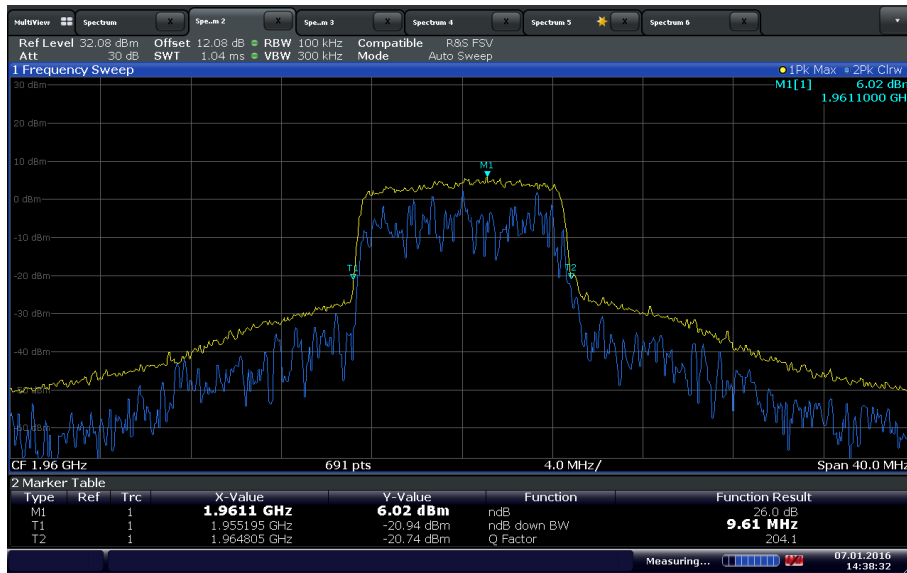 MultiView Spectrum X Spe..m 2 X Spe..m 3 X Spectrum 4 X Spectrum 5 X Spectrum 6 X
Ref Level 32.08 dBm Offset 12.08 dB RBW 100 kHz Compatible R&S FSV
Att 30 dB SWT 1.04 ms VBW 300 kHz Mode Auto Sweep
1 Frequency Sweep 1Pk Max 2Pk Clrw
30 dBm M1[1] 6.02 dBr
1.9611000 GH
20 dBm
10 dBm
M1
0 dBm
-10 dBm
-20 dBm T1 T2
-30 dBm
-40 dBm
-50 dBm
-60 dBm
CF 1.96 GHz 691 pts 4.0 MHz/ Span 40.0 MHz
2 Marker Table
Type Ref Trc X-Value Y-Value Function Function Result
M1 1 1.9611 GHz 6.02 dBm ndB 26.0 dB
T1 1 1.955195 GHz -20.94 dBm ndB down BW 9.61 MHz
T2 1 1.964805 GHz -20.74 dBm Q Factor 204.1
Measuring... 07.01.2016
14:38:32